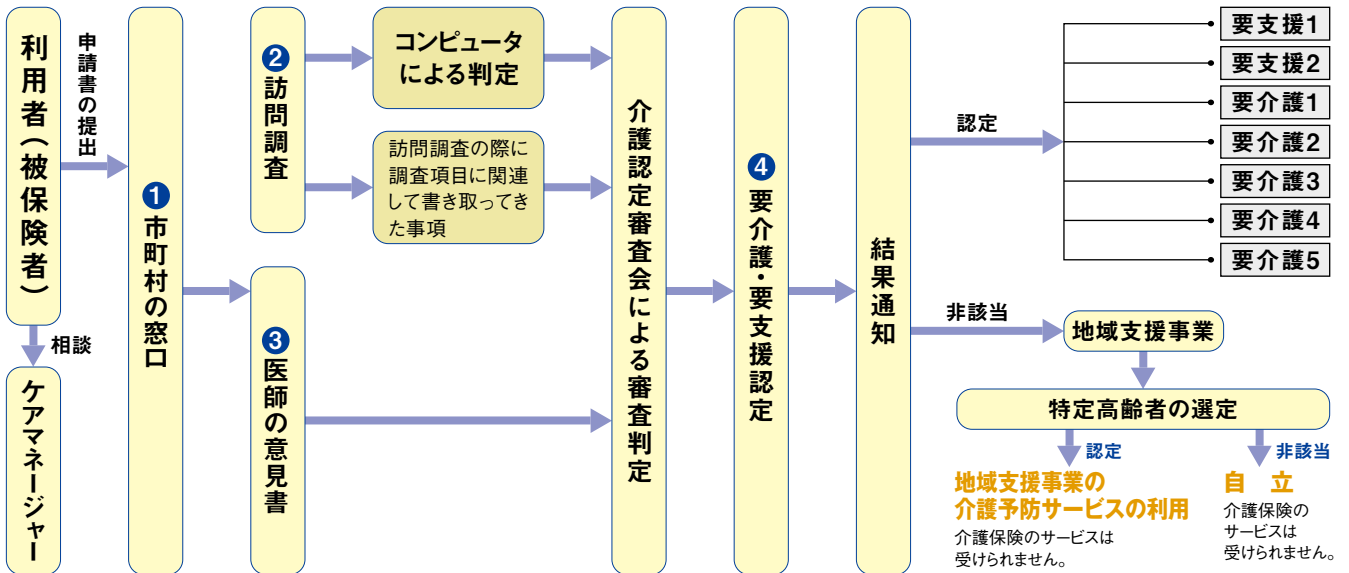 利用者（被保険者）
申請書の提出
相談
ケアマネージャー
❶市町村の窓口
❷訪問調査
コンピュータ
による判定
訪問調査の際に
調査項目に関連
して書き取ってき
た事項
❸医師の意見書
介護認定審査会による審査判定
❹要介護・要支援認定
結果通知
認定
要支援1
要支援2
要介護1
要介護2
要介護3
要介護4
要介護5
非該当
地域支援事業
特定高齢者の選定
認定
地域支援事業の
介護予防サービスの利用
介護保険のサービスは
受けられません。
非該当
自　立
介護保険の
サービスは
受けられません。